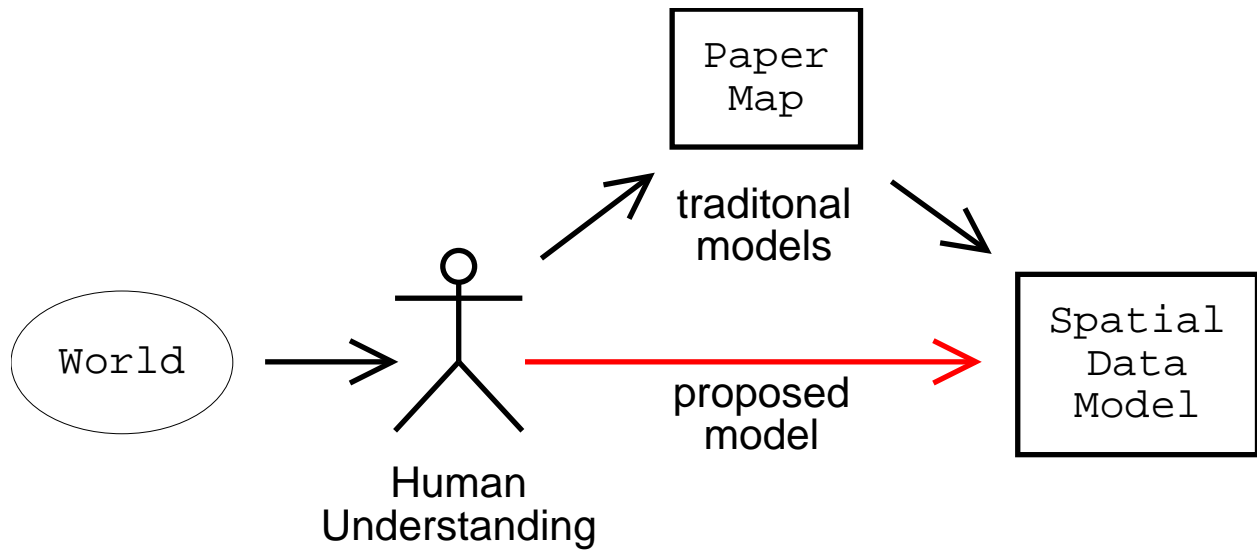 Paper
Map
traditonal
models
World
Spatial
Data
Model
proposed
model
Human
Understanding